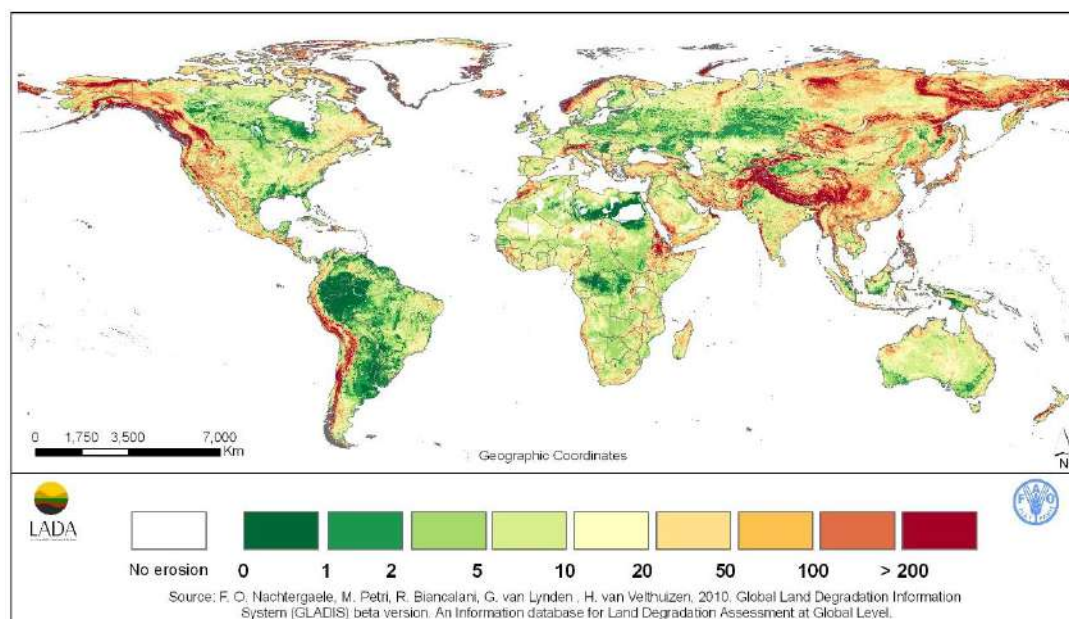 0 1,750 3,500 7,000
Km
Geographic Coordinates
N
LADA
FAO
No erosion 0 1 2 5 10 20 50 100 > 200
Source: F. O. Nachtergaele, M. Petri, R. Biancalani, G. van Lynden , H. van Velthuizen, 2010. Global Land Degradation Information
System (GLADIS) beta version. An Information database for Land Degradation Assessment at Global Level.